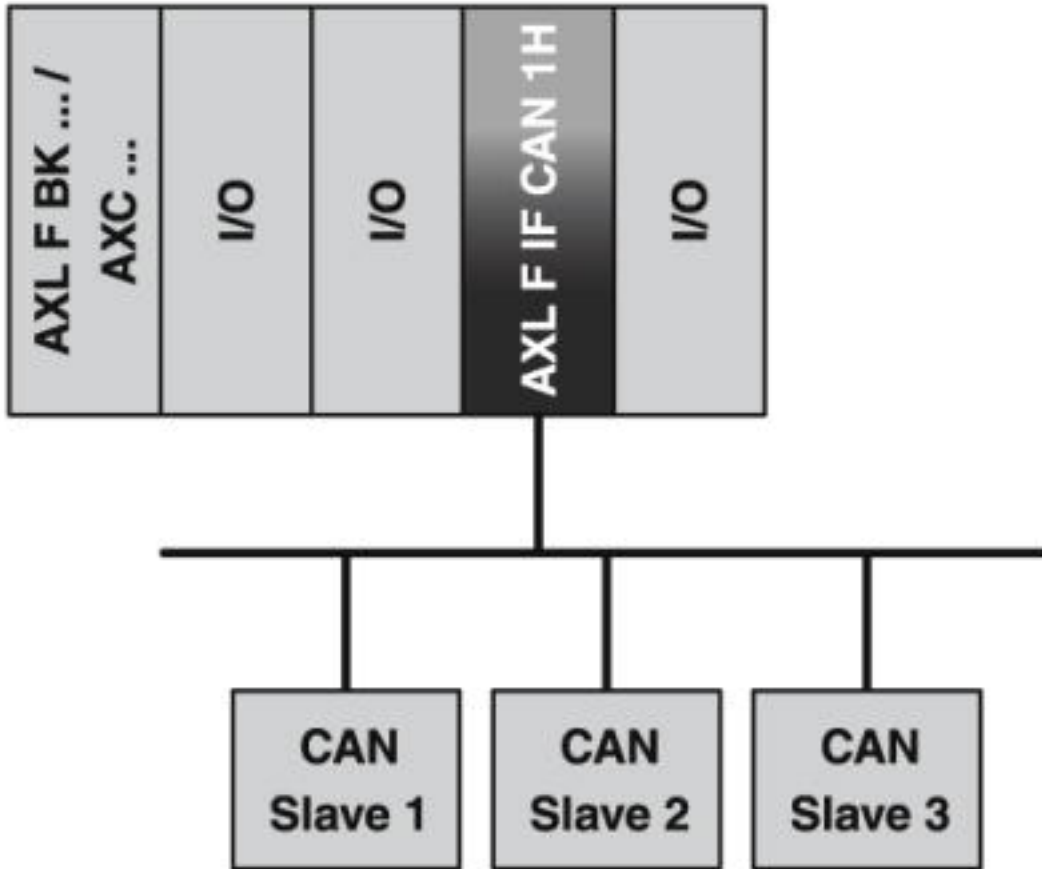 AXL F BK ... /
AXC ...
I/O
I/O
AXL F IF CAN 1H
I/O
CAN
Slave 1
CAN
Slave 2
CAN
Slave 3